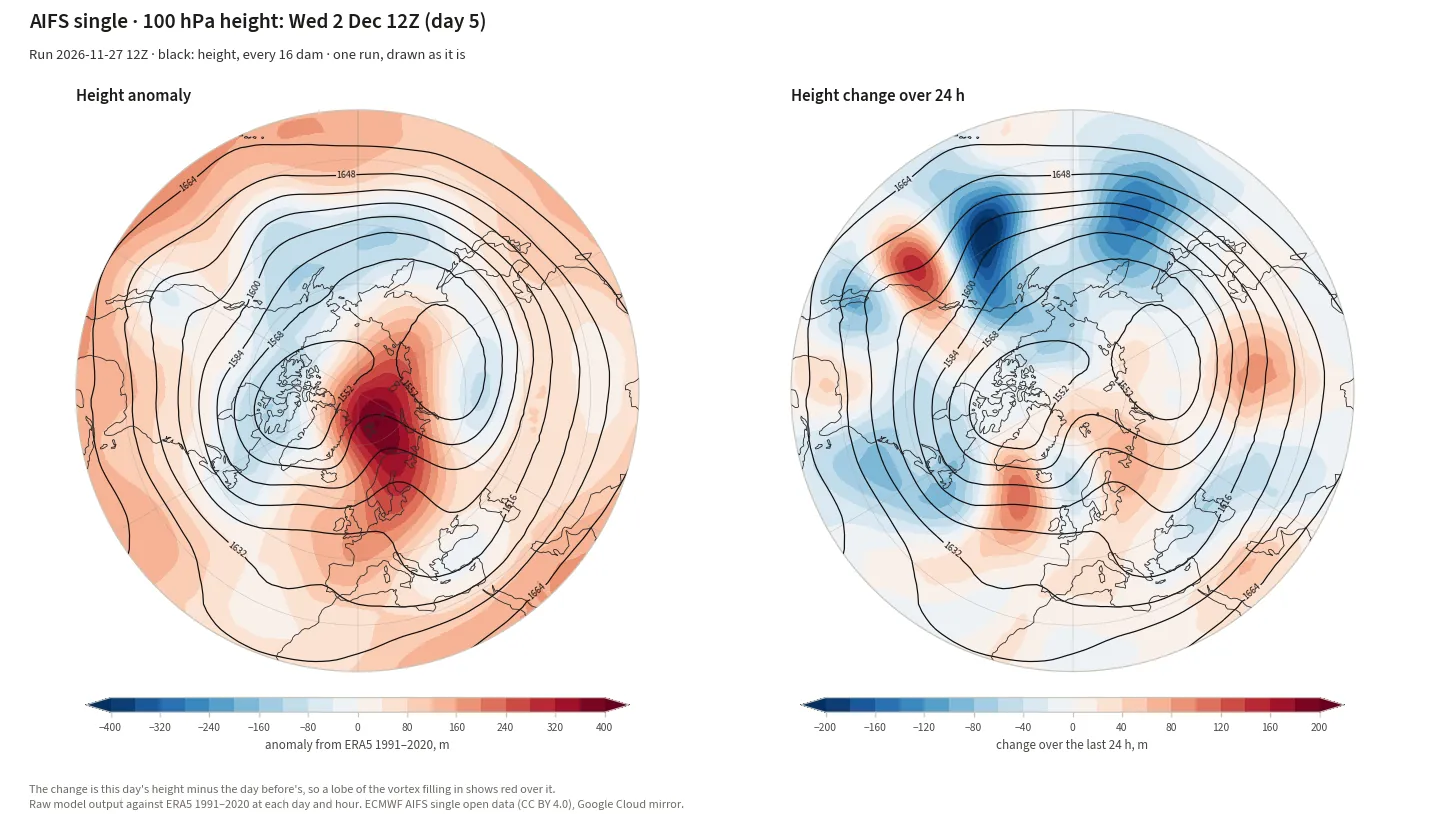 AIFS single · 100 hPa height: Wed 2 Dec 12Z (day 5)
Run 2026-11-27 12Z · black: height, every 16 dam · one run, drawn as it is
Height anomaly
Height change over 24 h
1664
1648
1600
1568
1584
1552
1552
1616
1632
1664
1664
1648
1600
1568
1584
1552
1552
1616
1632
1664
−400 −320 −240 −160 −80 0 80 160 240 320 400
anomaly from ERA5 1991–2020, m
−200 −160 −120 −80 −40 0 40 80 120 160 200
change over the last 24 h, m
The change is this day's height minus the day before's, so a lobe of the vortex filling in shows red over it.
Raw model output against ERA5 1991–2020 at each day and hour. ECMWF AIFS single open data (CC BY 4.0), Google Cloud mirror.